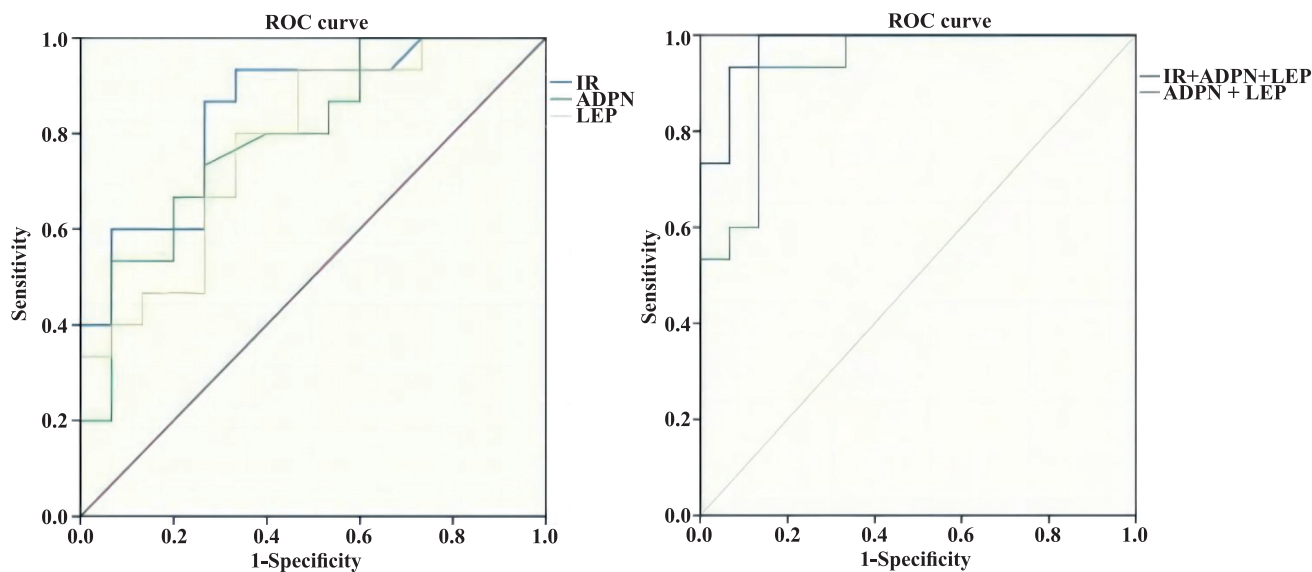 ROC curve
1.0
0.8
0.6
0.4
0.2
0.0
Sensitivity
0.0 0.2 0.4 0.6 0.8 1.0
1-Specificity
IR
ADPN
LEP
ROC curve
1.0
0.8
0.6
0.4
0.2
0.0
Sensitivity
0.0 0.2 0.4 0.6 0.8 1.0
1-Specificity
IR+ADPN+LEP
ADPN + LEP